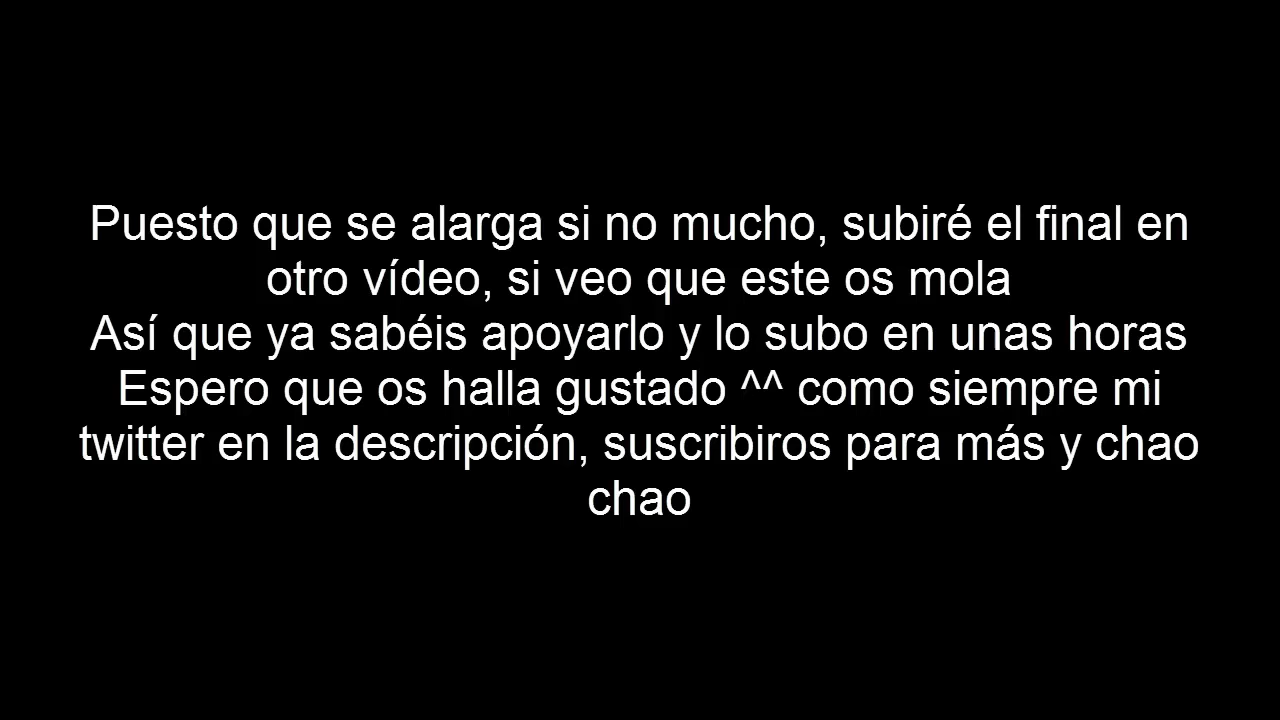 Puesto que se alarga si no mucho, subiré el final en
otro vídeo, si veo que este os mola
Así que ya sabéis apoyarlo y lo subo en unas horas
Espero que os halla gustado ^^ como siempre mi
twitter en la descripción, suscribiros para más y chao
chao